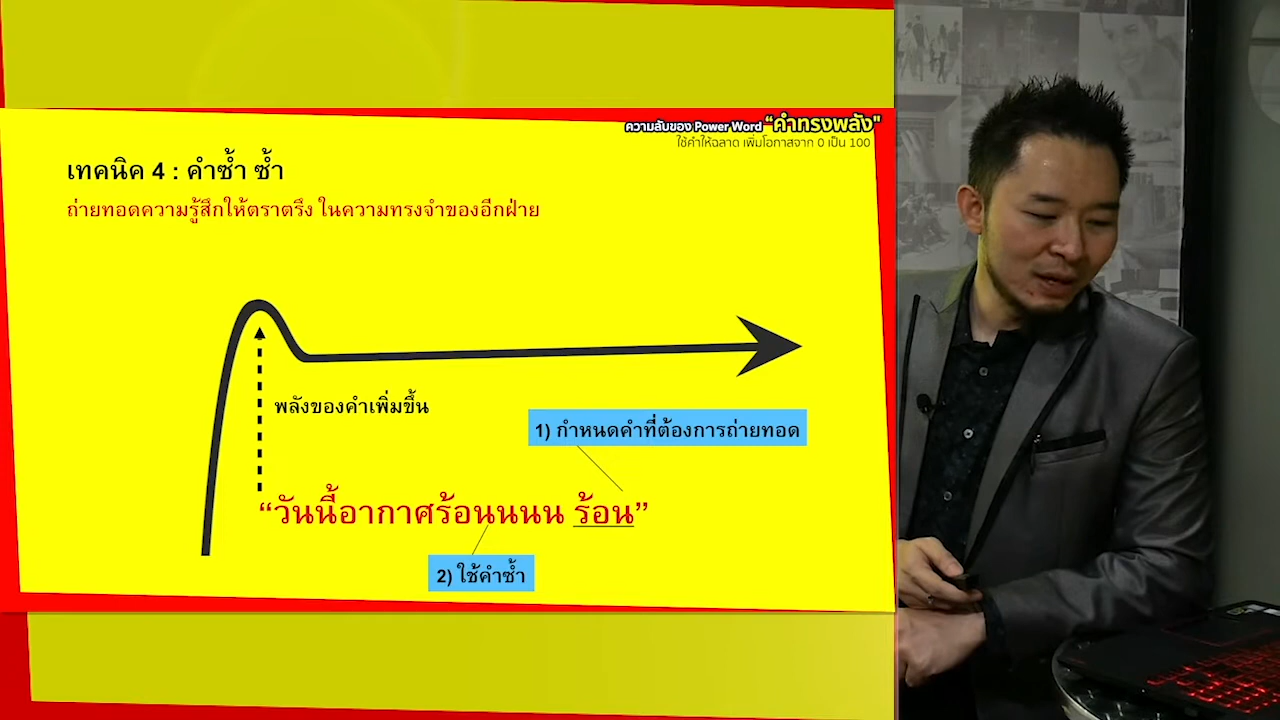 ความลับของ Power Word “คำทรงพลัง"
ใช้คำให้ฉลาด เพิ่มโอกาสจาก 0 เป็น 100
เทคนิค 4 : คำซ้ำ ซ้ำ
ถ่ายทอดความรู้สึกให้ตราตรึง ในความทรงจำของอีกฝ่าย
พลังของคำเพิ่มขึ้น
1) กำหนดคำที่ต้องการถ่ายทอด
“วันนี้อากาศร้อนนนน ร้อน”
2) ใช้คำซ้ำ